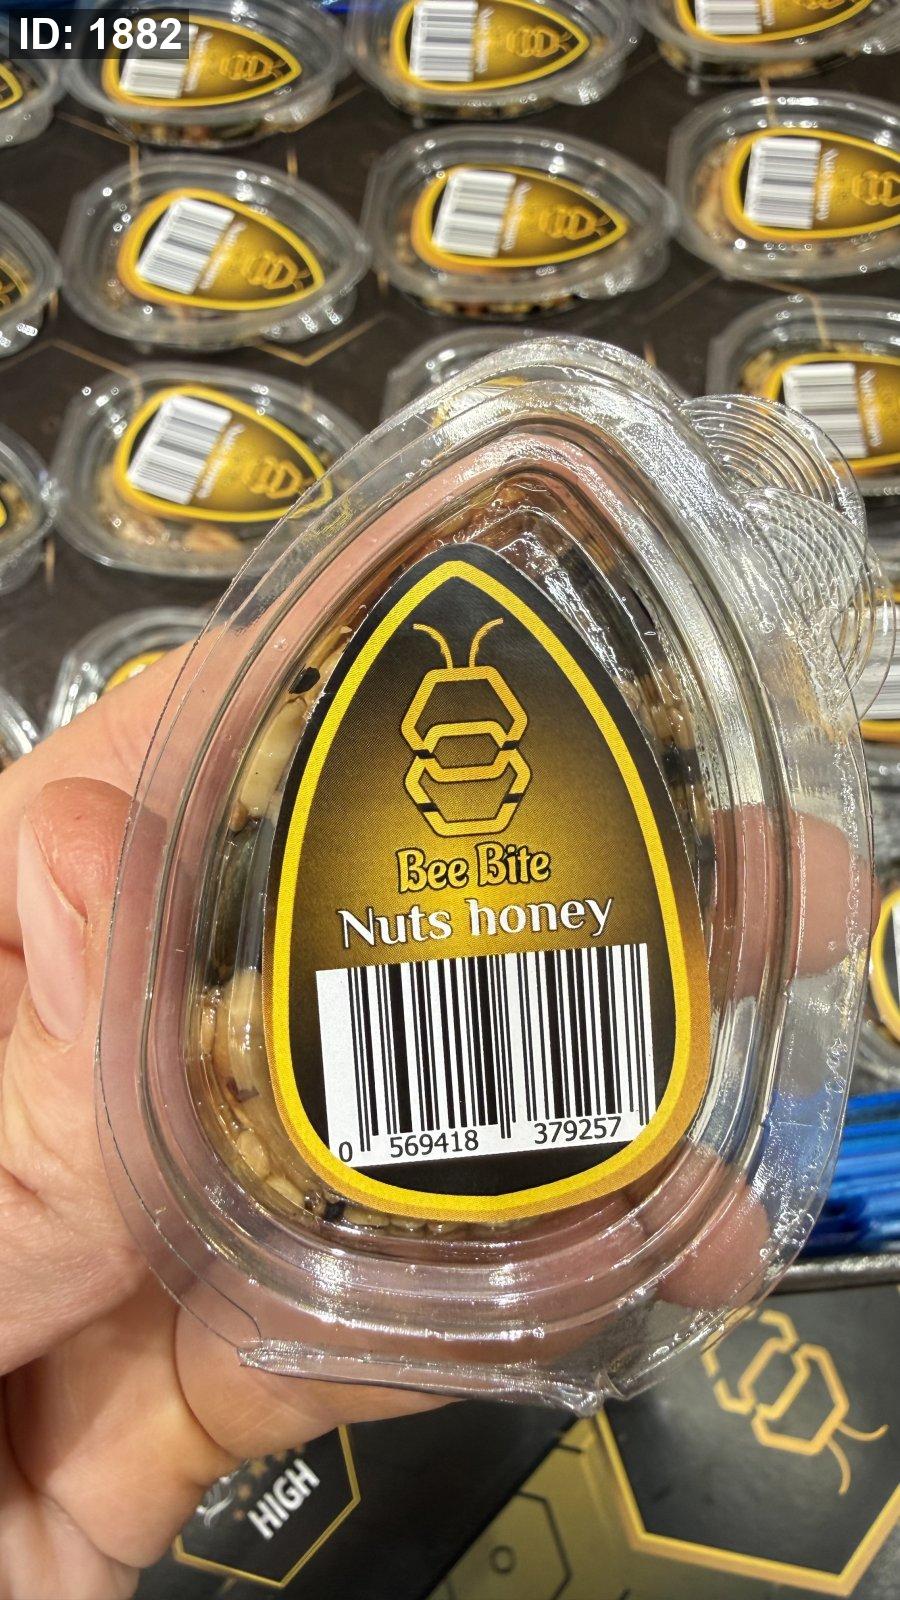 ID: 1882
Bee Bite
Nuts honey
0 569418 379257
HIGH